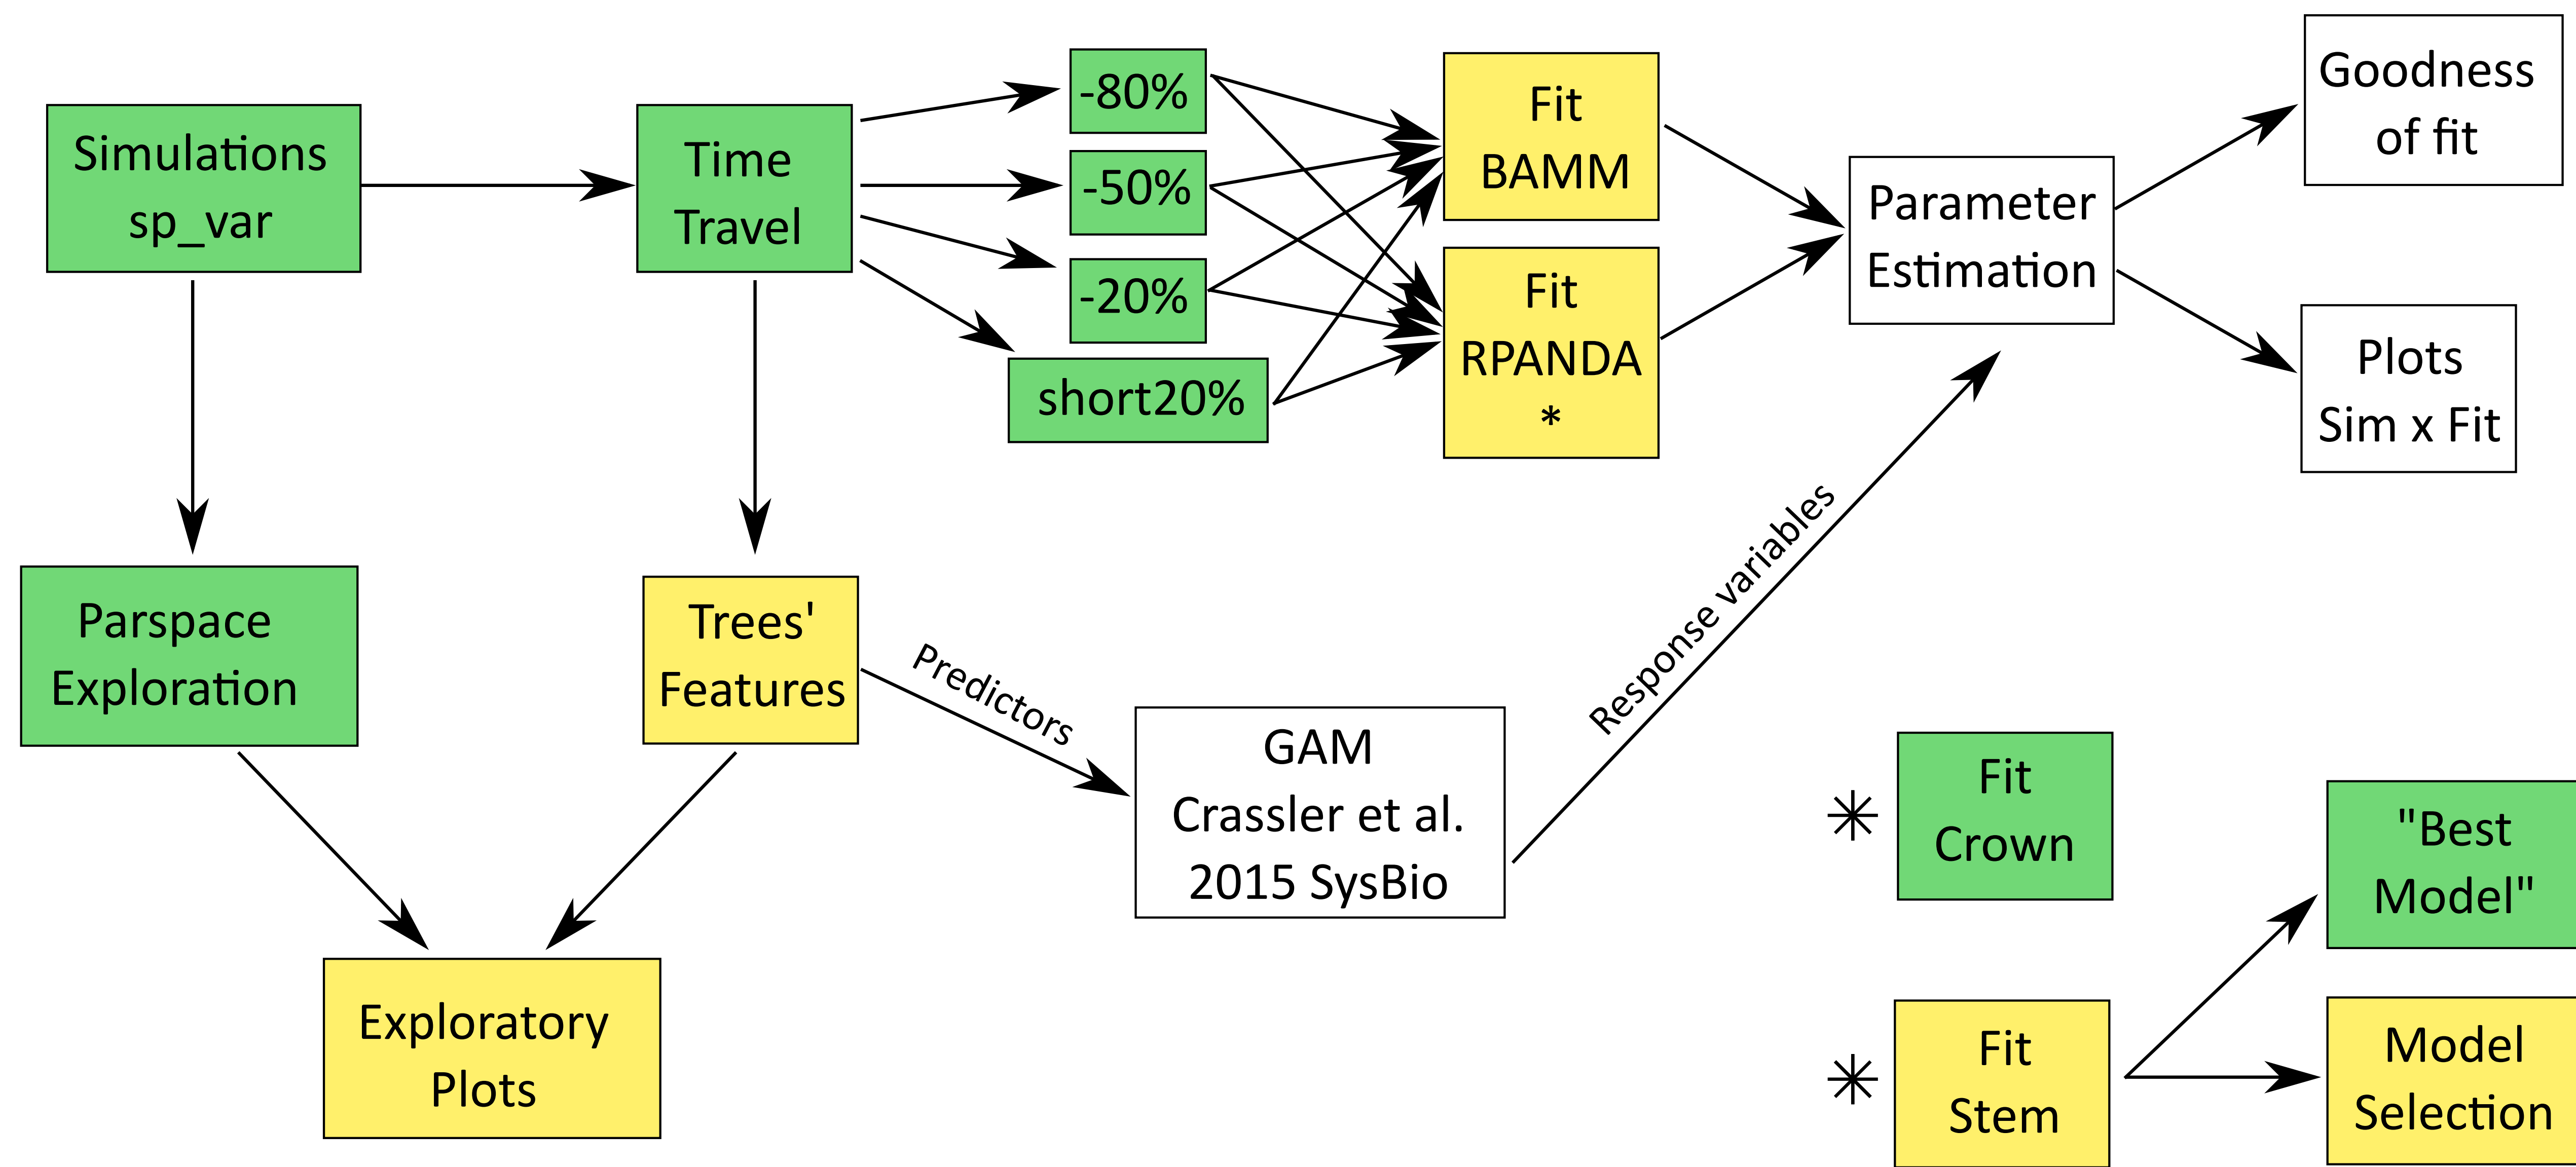 Simulations
sp_var
Time
Travel
-80%
-50%
-20%
short20%
Fit
BAMM
Fit
RPANDA
*
Parameter
Estimation
Goodness
of fit
Plots
Sim x Fit
Parspace
Exploration
Trees'
Features
Predictors
Response variables
GAM
Crassler et al.
2015 SysBio
Exploratory
Plots
*
Fit
Crown
"Best
Model"
*
Fit
Stem
Model
Selection